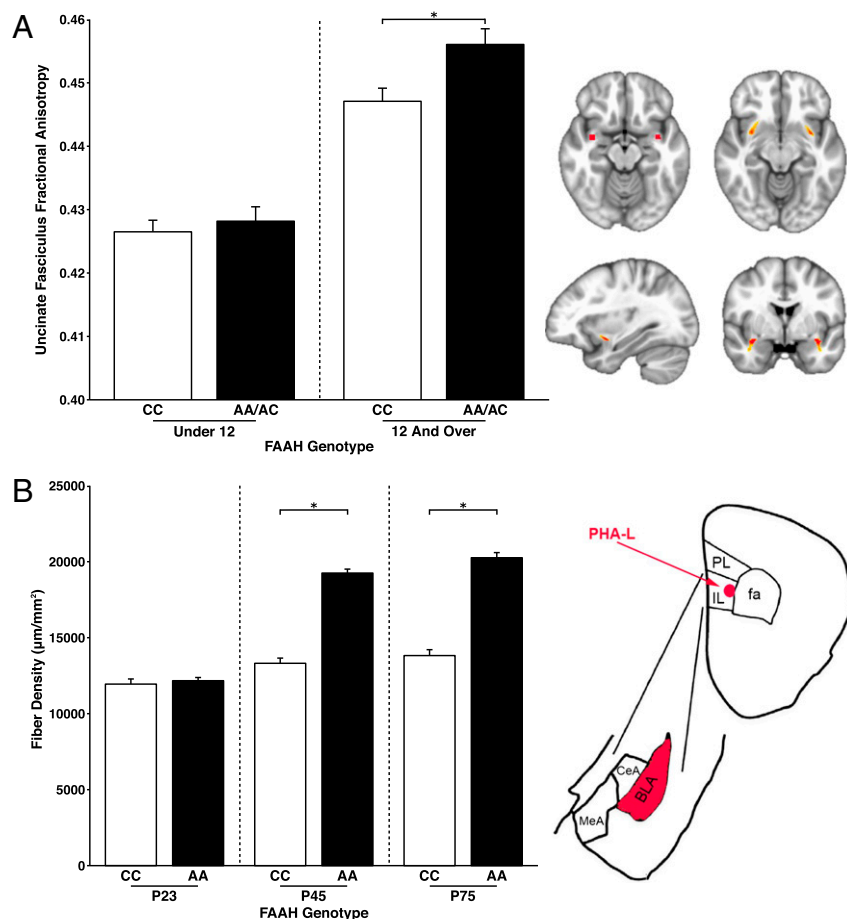 A
Uncinate Fasciculus Fractional Anisotropy
0.46
0.45
0.44
0.43
0.42
0.41
0.40
*
CC
AA/AC
CC
AA/AC
Under 12
12 And Over
FAAH Genotype
B
Fiber Density (µm/mm²)
25000
20000
15000
10000
5000
0
*
*
CC
AA
CC
AA
CC
AA
P23
P45
P75
FAAH Genotype
PHA-L
PL
IL
fa
CeA
BLA
MeA